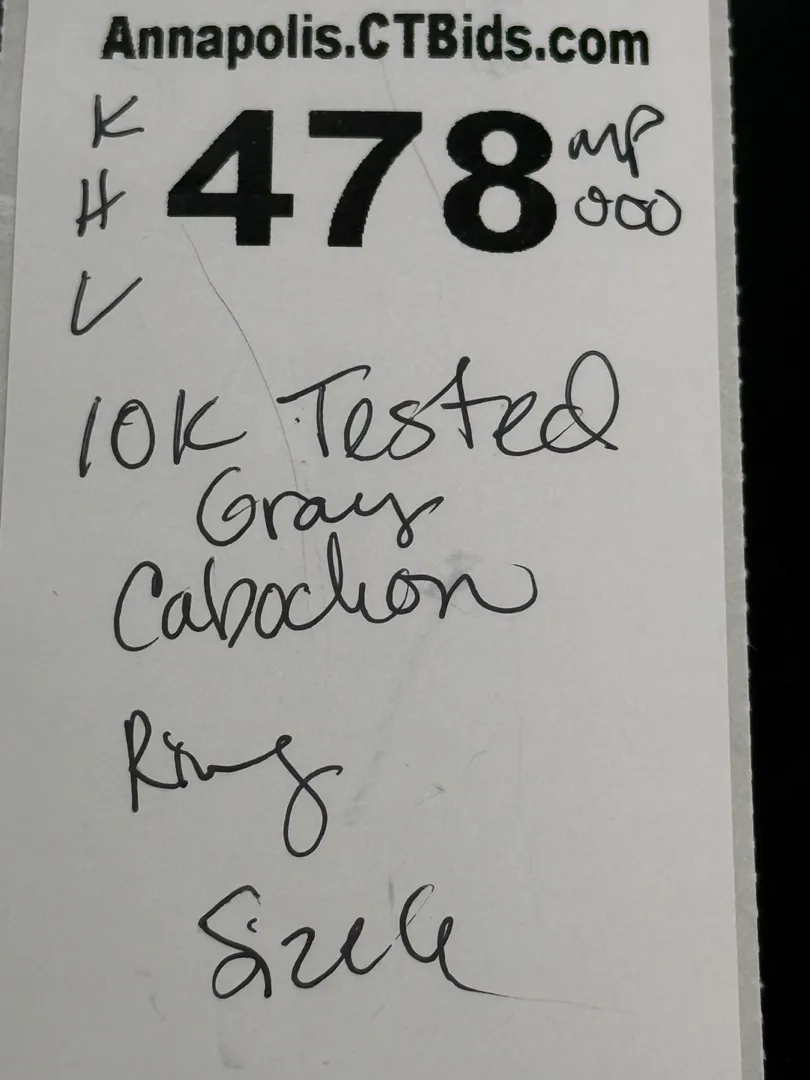 Annapolis.CTBids.com
K 478 MP
H 000
V
10K Tested
Gray
Cabochon
Ring
Size